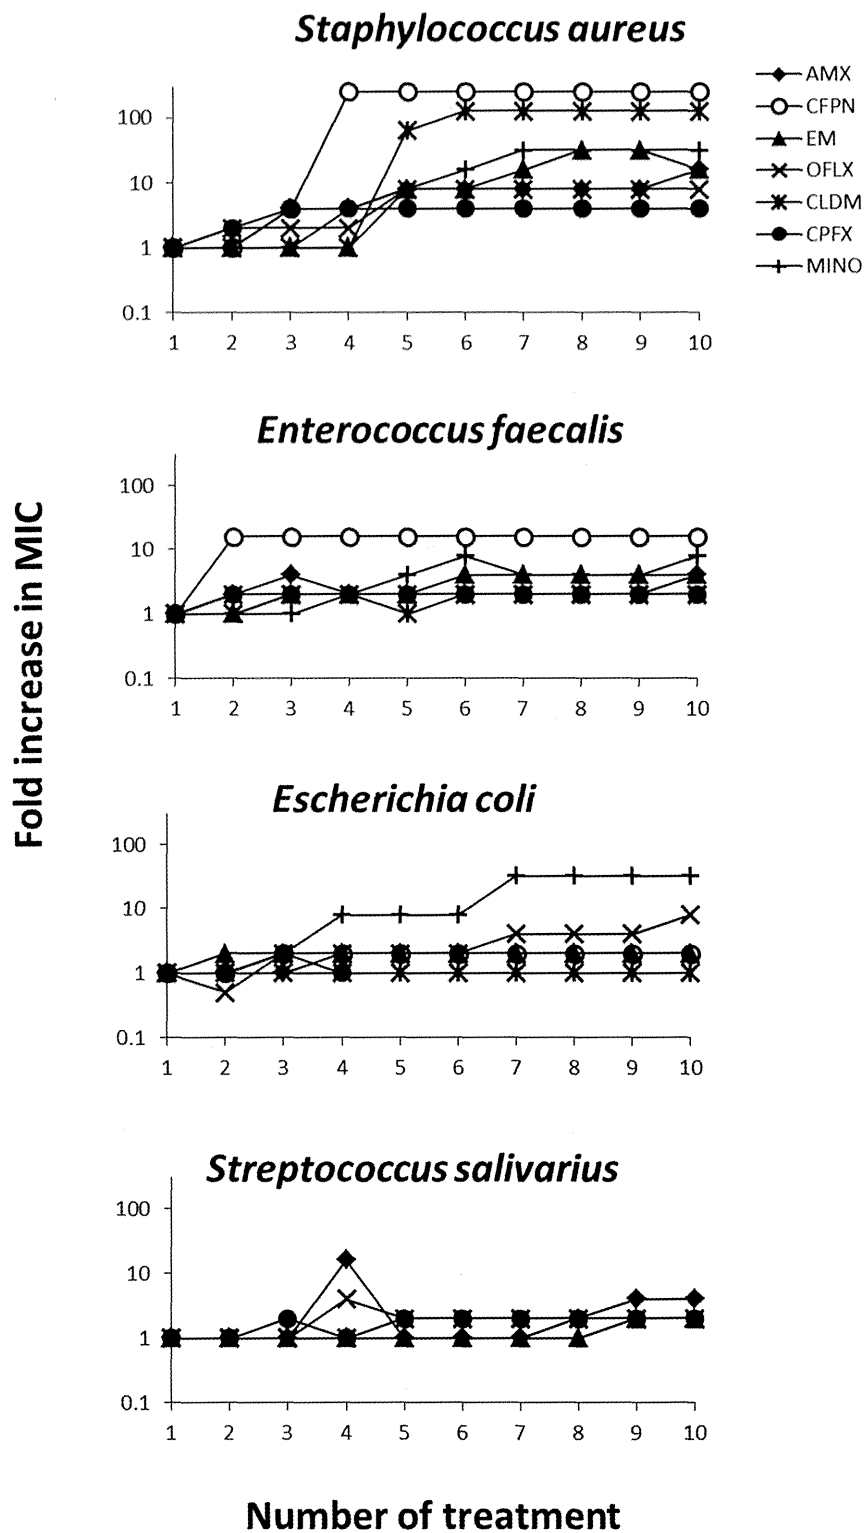 Staphylococcus aureus
AMX
CFPN
EM
OFLX
CLDM
CPFX
MINO
100
10
1
0.1
1 2 3 4 5 6 7 8 9 10
Enterococcus faecalis
100
10
1
0.1
1 2 3 4 5 6 7 8 9 10
Fold increase in MIC
Escherichia coli
100
10
1
0.1
1 2 3 4 5 6 7 8 9 10
Streptococcus salivarius
100
10
1
0.1
1 2 3 4 5 6 7 8 9 10
Number of treatment